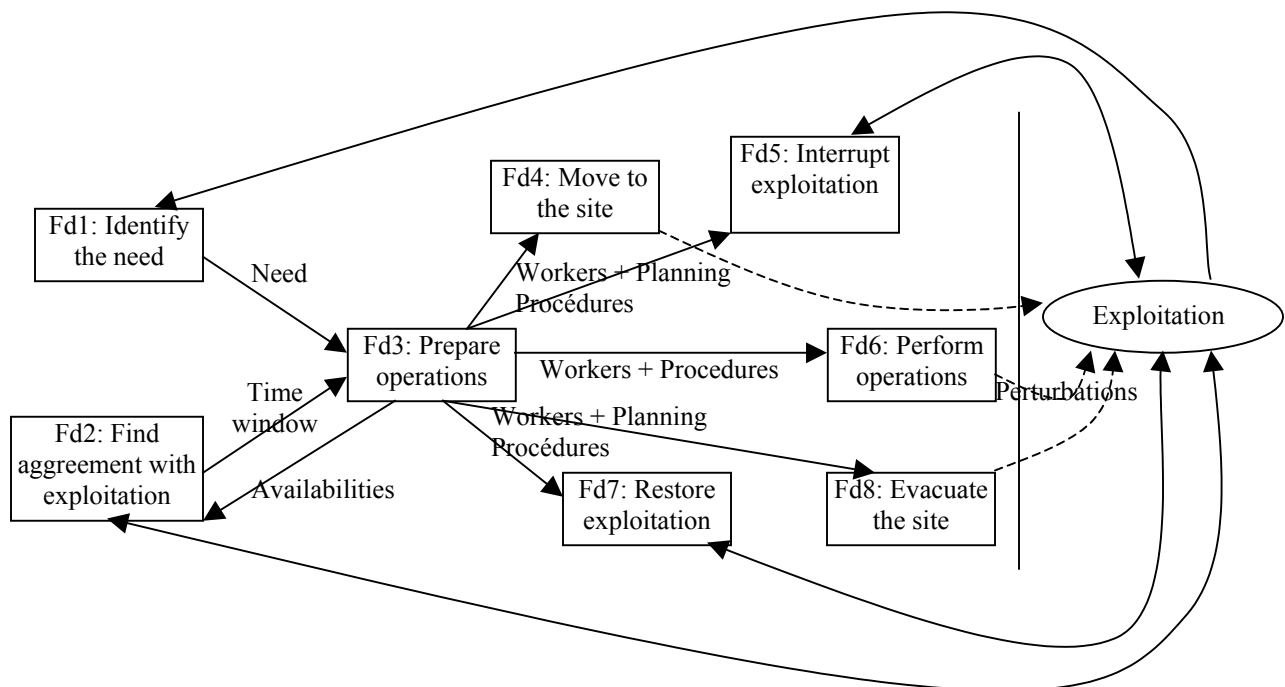 Fd5: Interrupt
exploitation
Fd4: Move to
the site
Fd1: Identify
the need
Need
Workers + Planning
Procédures
Exploitation
Fd3: Prepare
operations
Fd6: Perform
operations
Workers + Procedures
Perturbations
Time
window
Workers + Planning
Procédures
Fd2: Find
aggreement with
exploitation
Availabilities
Fd7: Restore
exploitation
Fd8: Evacuate
the site